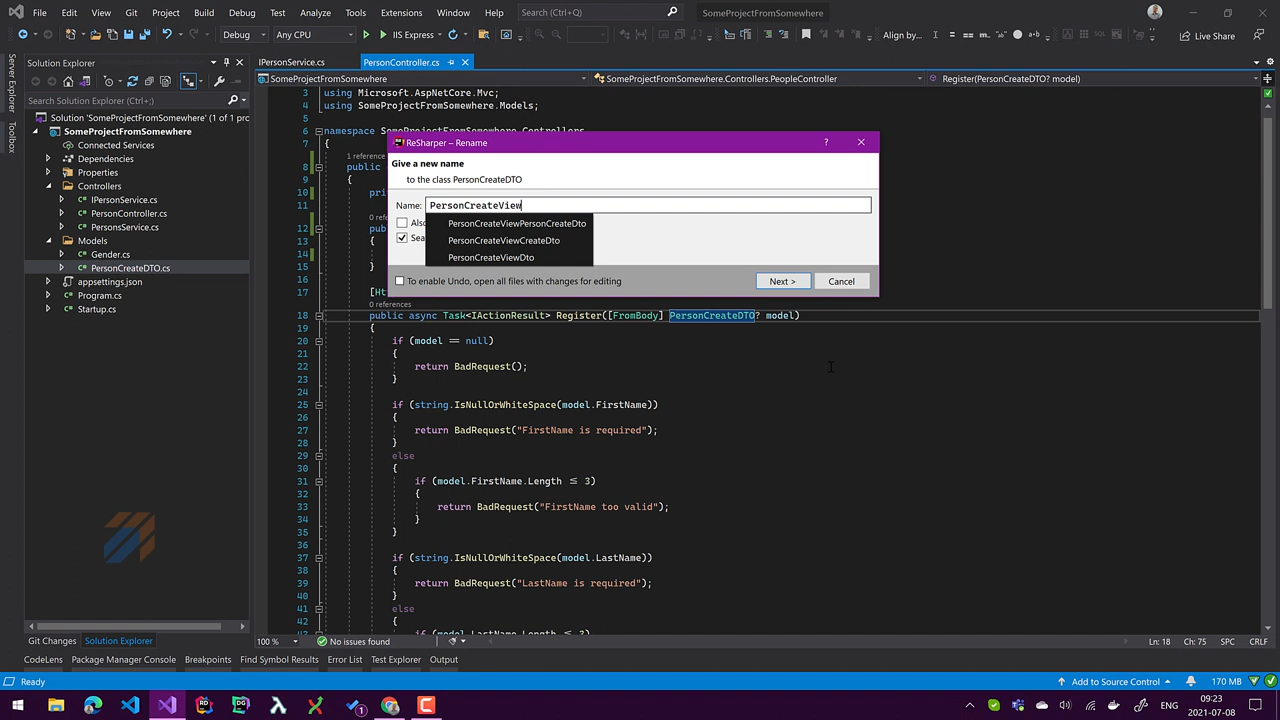 File Edit View Git Project Build Debug Test Analyze Tools Extensions Window Help Search (Ctrl+Q) SomeProjectFromSomewhere
Debug Any CPU IIS Express Align by... Live Share
Server Explorer
Toolbox
Solution Explorer
Search Solution Explorer (Ctrl+;)
Solution 'SomeProjectFromSomewhere' (1 of 1 proj
SomeProjectFromSomewhere
Connected Services
Dependencies
Properties
Controllers
IPersonService.cs
PersonController.cs
PersonsService.cs
Models
Gender.cs
PersonCreateDTO.cs
appsettings.json
Program.cs
Startup.cs
Git Changes Solution Explorer
IPersonService.cs PersonController.cs
SomeProjectFromSomewhere SomeProjectFromSomewhere.Controllers.PeopleController Register(PersonCreateDTO? model)
3 using Microsoft.AspNetCore.Mvc;
4 using SomeProjectFromSomewhere.Models;
5
6 namespace SomeProjectFromSomewhere.Controllers
7 {
1 reference
8 public
9 {
10 pri
11
0 refe
12 pub
13 {
14
15 }
16
17 [Ht
0 references
18 public async Task<IActionResult> Register([FromBody] PersonCreateDTO? model)
19 {
20 if (model == null)
21 {
22 return BadRequest();
23 }
24
25 if (string.IsNullOrWhiteSpace(model.FirstName))
26 {
27 return BadRequest("FirstName is required");
28 }
29 else
30 {
31 if (model.FirstName.Length ≤ 3)
32 {
33 return BadRequest("FirstName too valid");
34 }
35 }
36
37 if (string.IsNullOrWhiteSpace(model.LastName))
38 {
39 return BadRequest("LastName is required");
40 }
41 else
42 {
43 if (model.LastName.Length ≤ 3)
ReSharper – Rename ?
Give a new name
to the class PersonCreateDTO
Name: PersonCreateView
Also
Sea
PersonCreateViewPersonCreateDto
PersonCreateViewCreateDto
PersonCreateViewDto
To enable Undo, open all files with changes for editing Next > Cancel
100 % No issues found Ln: 18 Ch: 75 SPC CRLF
CodeLens Package Manager Console Breakpoints Find Symbol Results Error List Test Explorer Output
Ready Add to Source Control 170 MB
ENG 09:23
2021-07-08